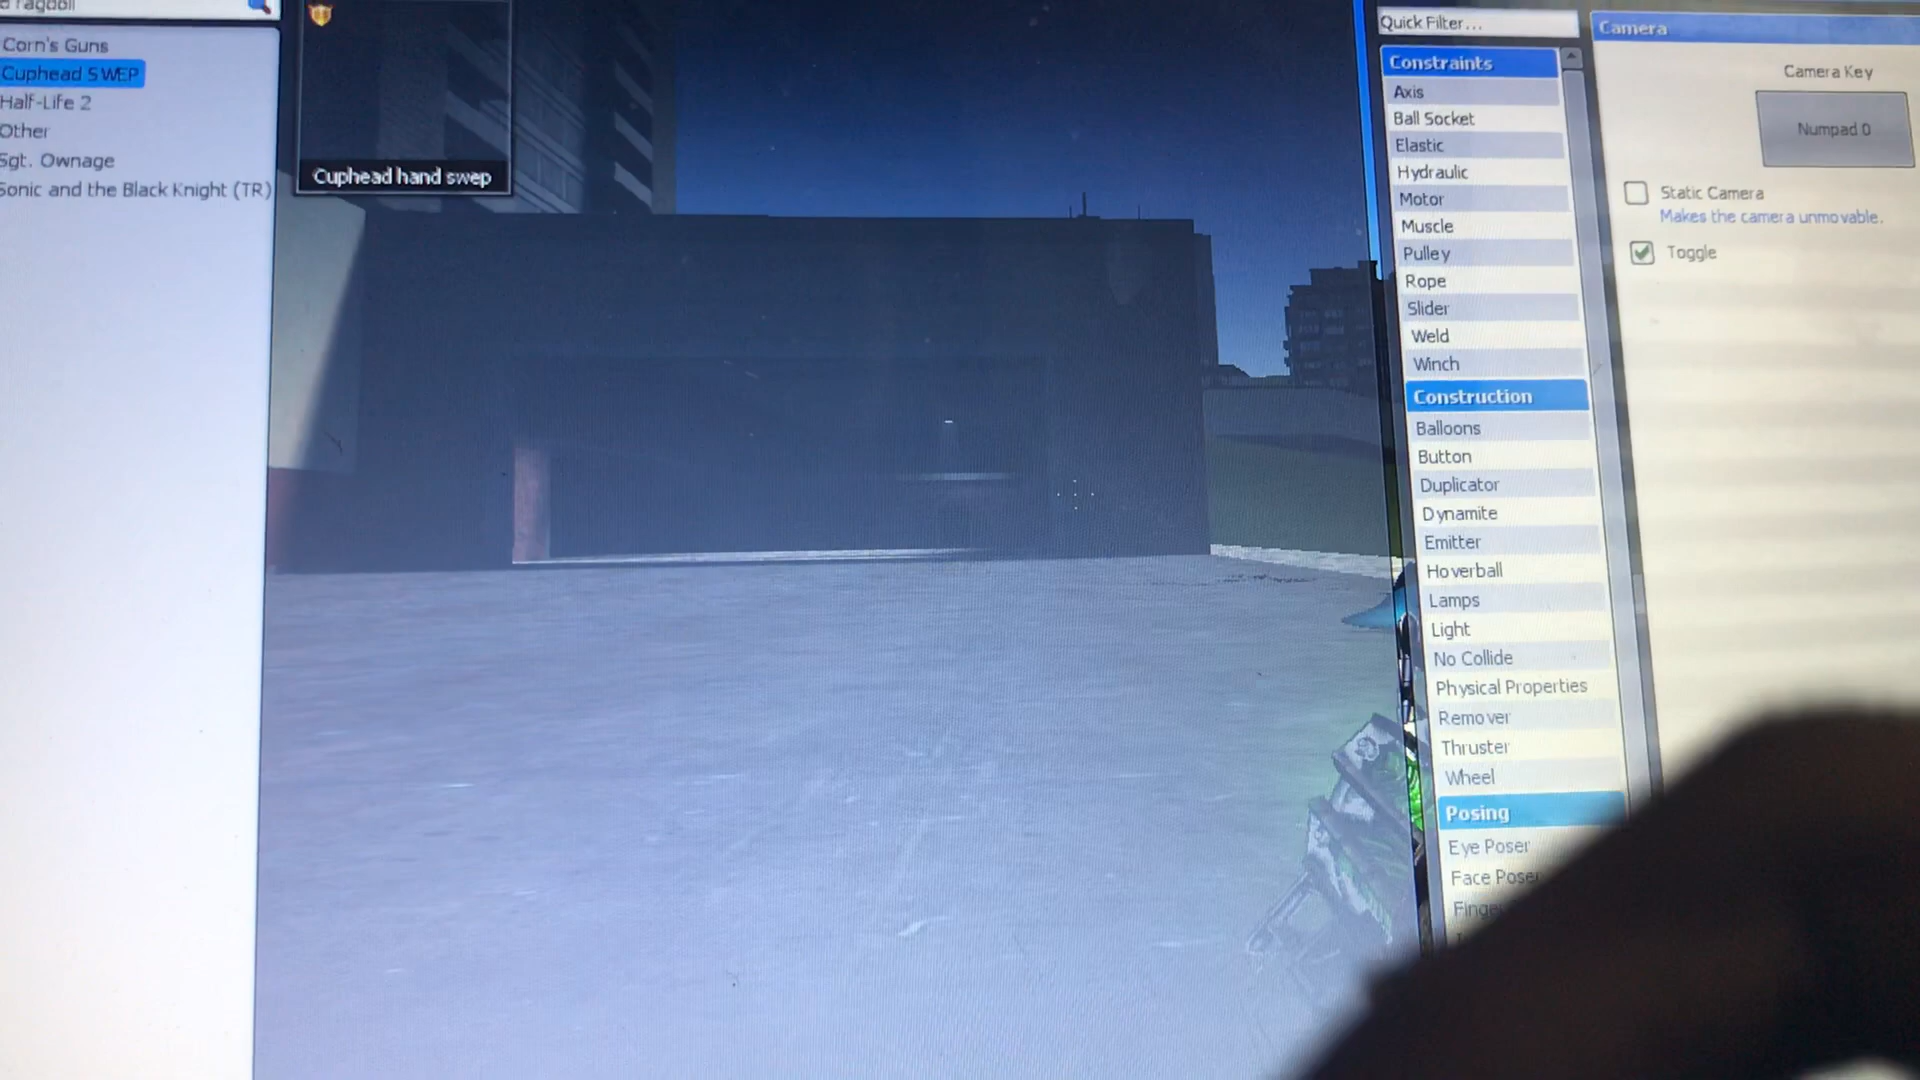 ragdoll
Corn's Guns
Cuphead SWEP
Half-Life 2
Other
Sgt. Ownage
Sonic and the Black Knight (TR)
Cuphead hand swep
Quick Filter...
Constraints
Axis
Ball Socket
Elastic
Hydraulic
Motor
Muscle
Pulley
Rope
Slider
Weld
Winch
Construction
Balloons
Button
Duplicator
Dynamite
Emitter
Hoverball
Lamps
Light
No Collide
Physical Properties
Remover
Thruster
Wheel
Posing
Eye Poser
Face Poser
Camera
Camera Key
Numpad 0
Static Camera
Makes the camera unmovable.
Toggle